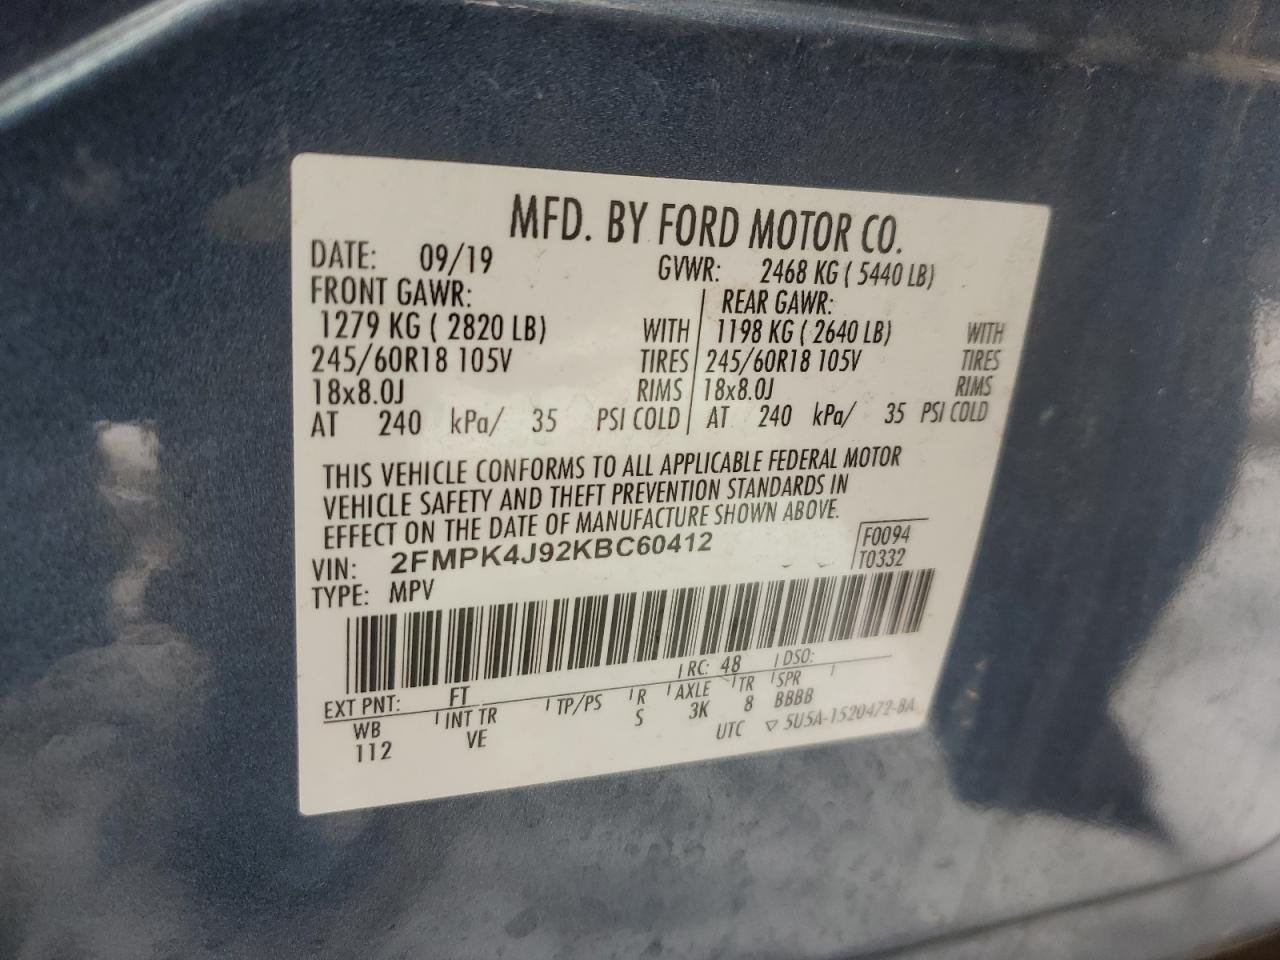 MFD. BY FORD MOTOR CO.
DATE: 09/19 GVWR: 2468 KG ( 5440 LB)
FRONT GAWR: REAR GAWR:
1279 KG ( 2820 LB) WITH 1198 KG ( 2640 LB) WITH
245/60R18 105V TIRES 245/60R18 105V TIRES
18x8.0J RIMS 18x8.0J RIMS
AT 240 kPa/ 35 PSI COLD AT 240 kPa/ 35 PSI COLD
THIS VEHICLE CONFORMS TO ALL APPLICABLE FEDERAL MOTOR
VEHICLE SAFETY AND THEFT PREVENTION STANDARDS IN
EFFECT ON THE DATE OF MANUFACTURE SHOWN ABOVE.
VIN: 2FMPK4J92KBC60412 F0094
TYPE: MPV T0332
EXT PNT: FT RC: 48 DSO:
WB INT TR TP/PS R AXLE TR SPR
112 VE S 3K 8 BBBB
UTC ▽ 5U5A-1520472-BA